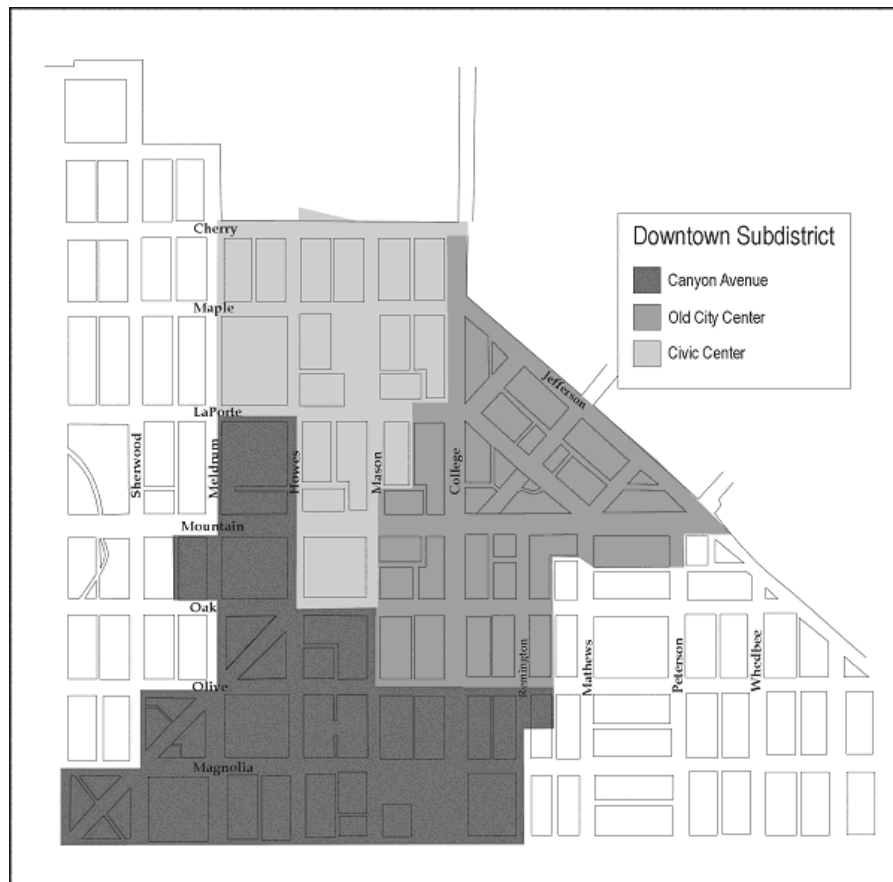 Cherry
Downtown Subdistrict
Canyon Avenue
Maple
Old City Center
Civic Center
Jefferson
LaPorte
Sherwood
Meldrum
Howes
Mason
College
Mountain
Oak
Remington
Mathews
Peterson
Whedbee
Olive
Magnolia